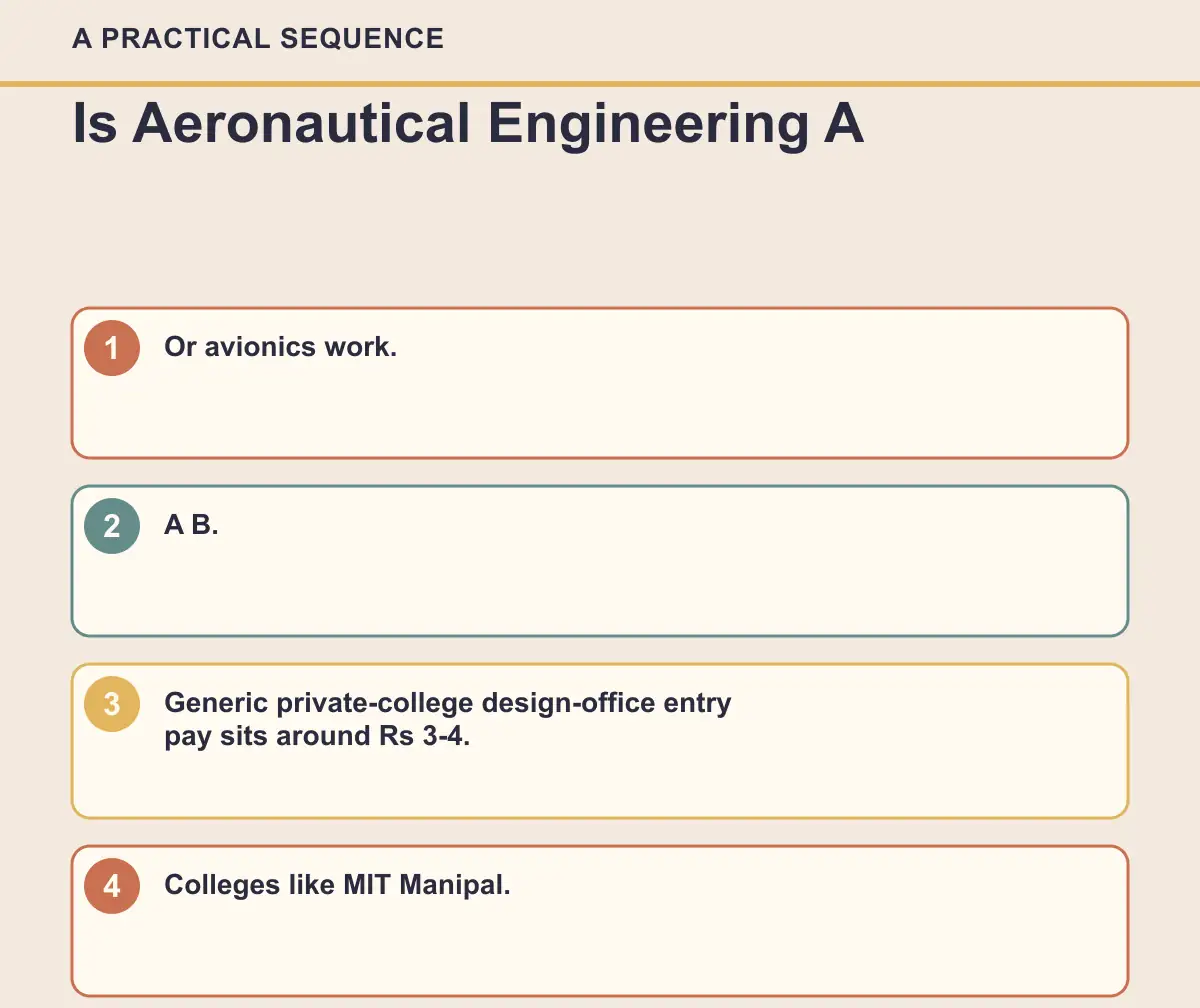 A PRACTICAL SEQUENCE
Is Aeronautical Engineering A
1
Or avionics work.
2
A B.
3
Generic private-college design-office entry
pay sits around Rs 3-4.
4
Colleges like MIT Manipal.